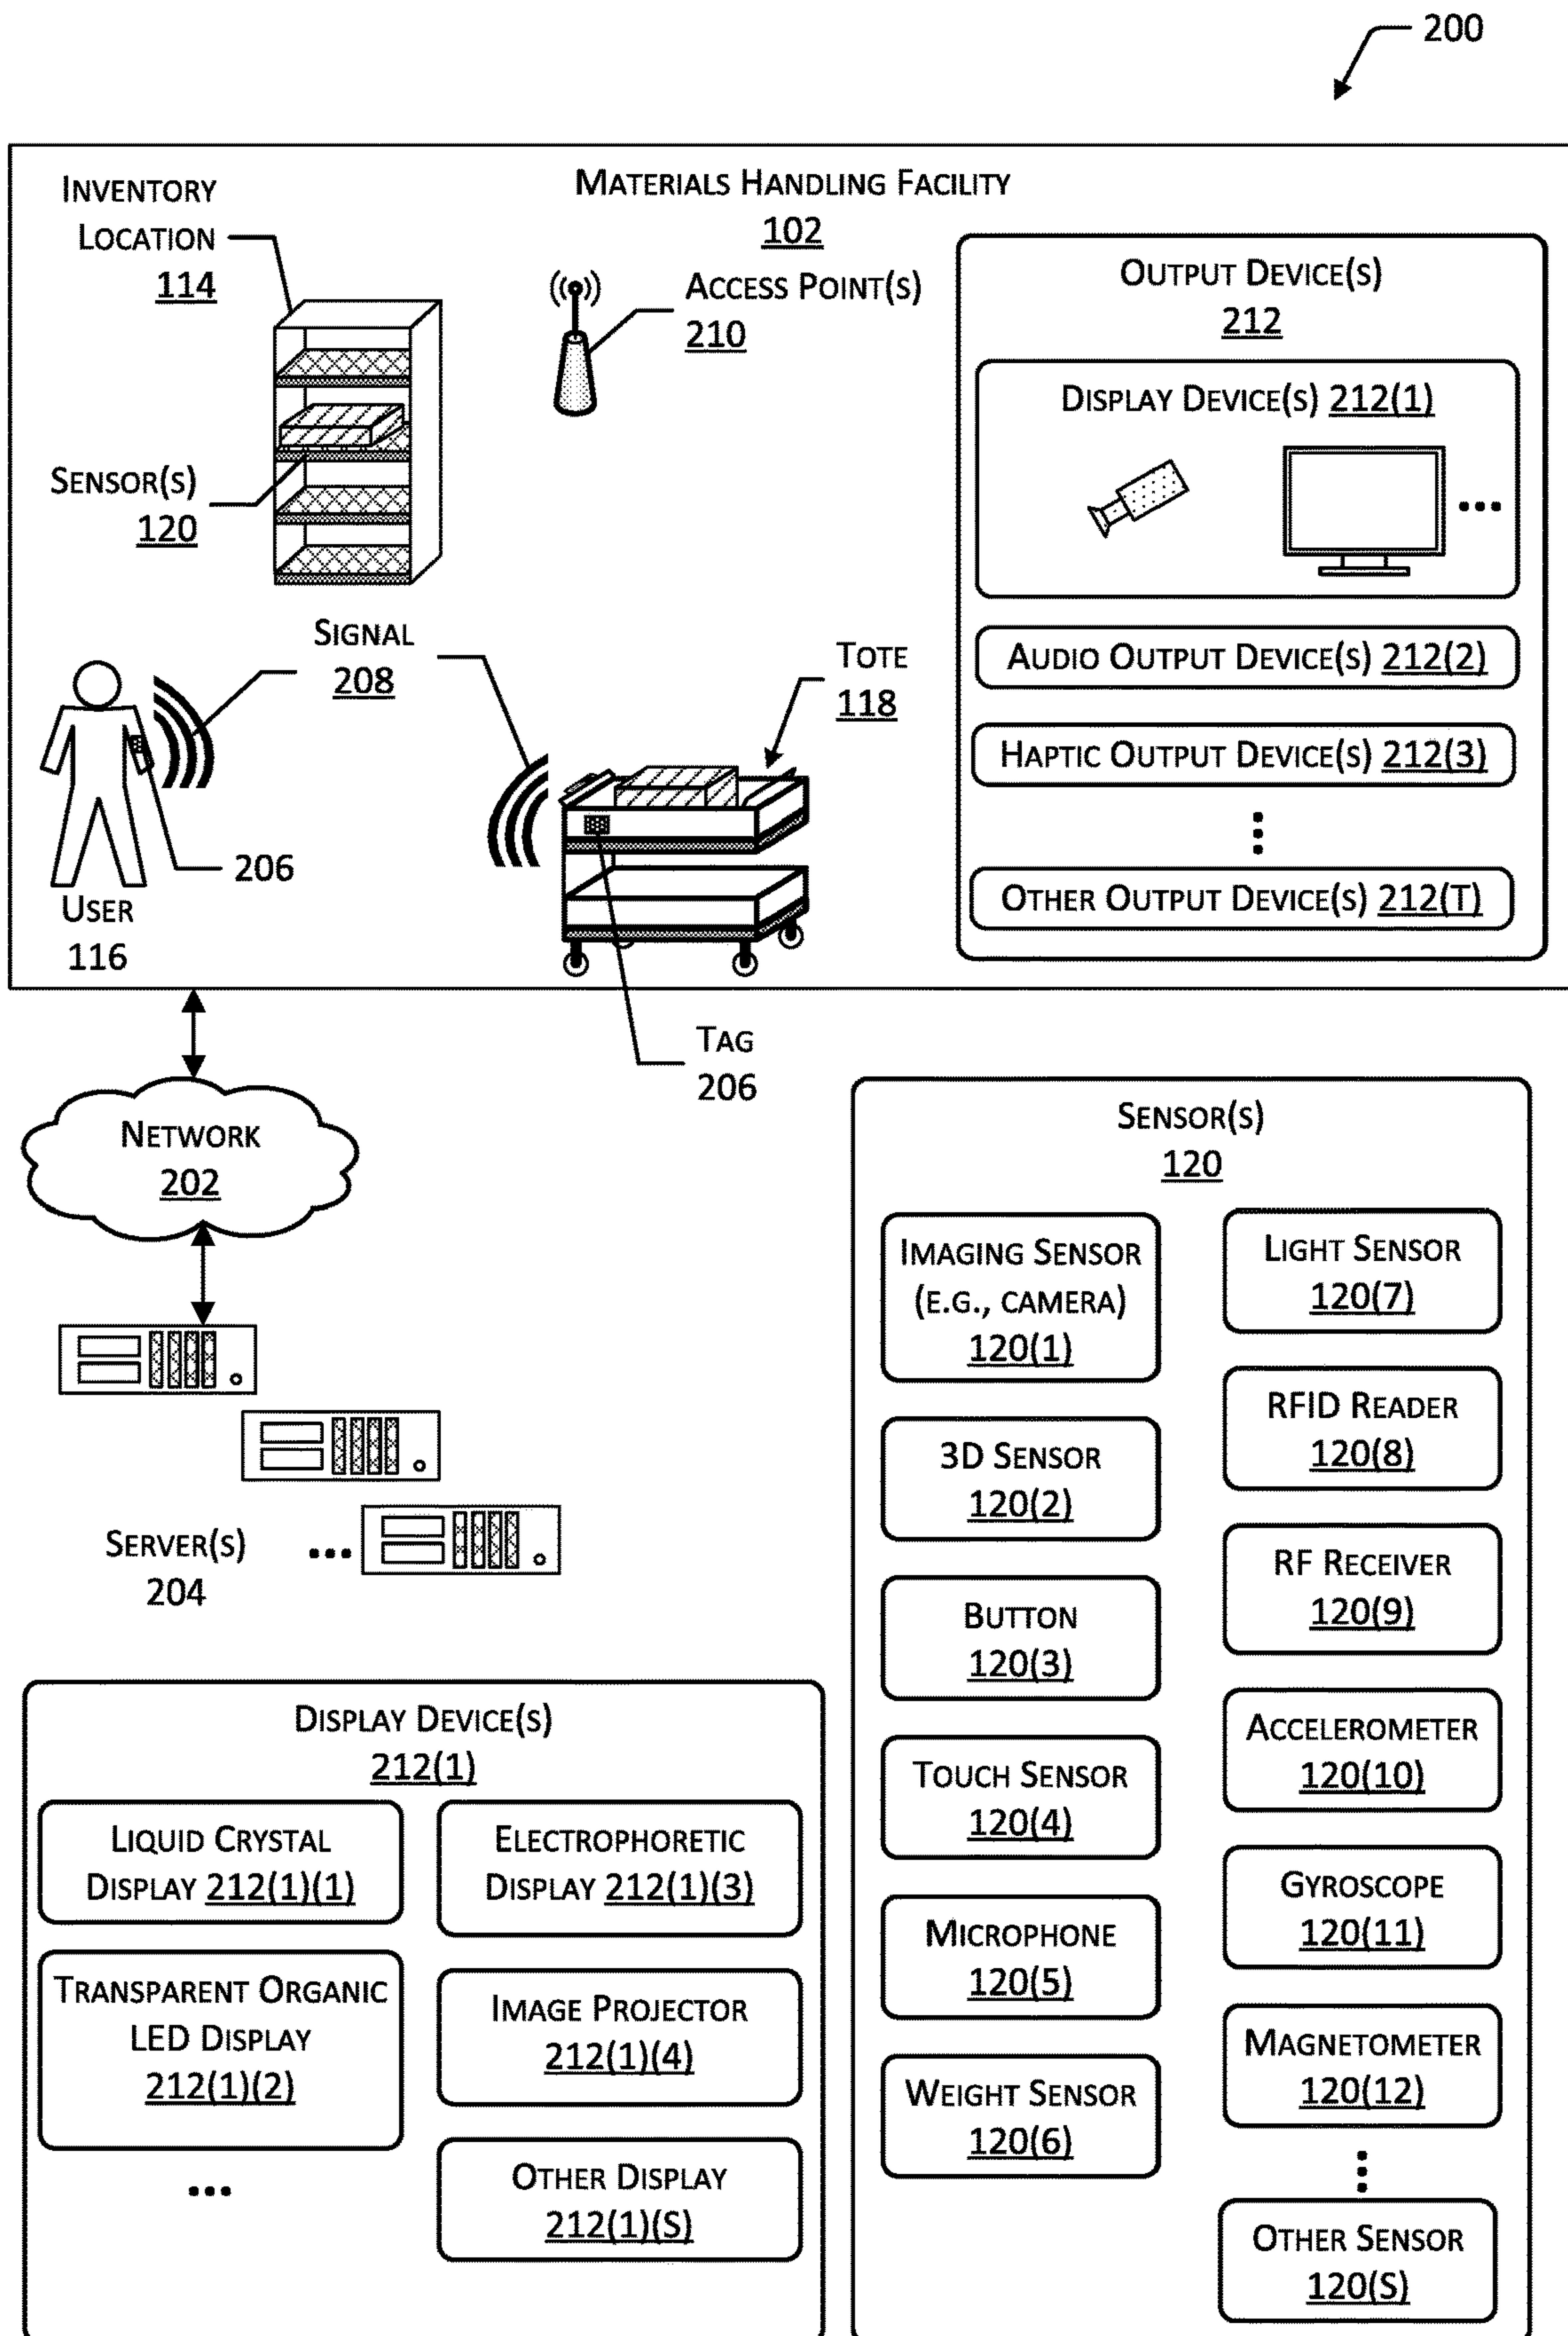 200
MATERIALS HANDLING FACILITY
102
INVENTORY
LOCATION
114
ACCESS POINT(S)
210
SENSOR(S)
120
OUTPUT DEVICE(S)
212
DISPLAY DEVICE(S) 212(1)
...
AUDIO OUTPUT DEVICE(S) 212(2)
HAPTIC OUTPUT DEVICE(S) 212(3)
OTHER OUTPUT DEVICE(S) 212(T)
SIGNAL
208
TOTE
118
206
USER
116
TAG
206
NETWORK
202
SERVER(S)
204
...
DISPLAY DEVICE(S)
212(1)
LIQUID CRYSTAL
DISPLAY 212(1)(1)
TRANSPARENT ORGANIC
LED DISPLAY
212(1)(2)
...
ELECTROPHORETIC
DISPLAY 212(1)(3)
IMAGE PROJECTOR
212(1)(4)
OTHER DISPLAY
212(1)(S)
SENSOR(S)
120
IMAGING SENSOR
(E.G., CAMERA)
120(1)
3D SENSOR
120(2)
BUTTON
120(3)
TOUCH SENSOR
120(4)
MICROPHONE
120(5)
WEIGHT SENSOR
120(6)
LIGHT SENSOR
120(7)
RFID READER
120(8)
RF RECEIVER
120(9)
ACCELEROMETER
120(10)
GYROSCOPE
120(11)
MAGNETOMETER
120(12)
OTHER SENSOR
120(S)